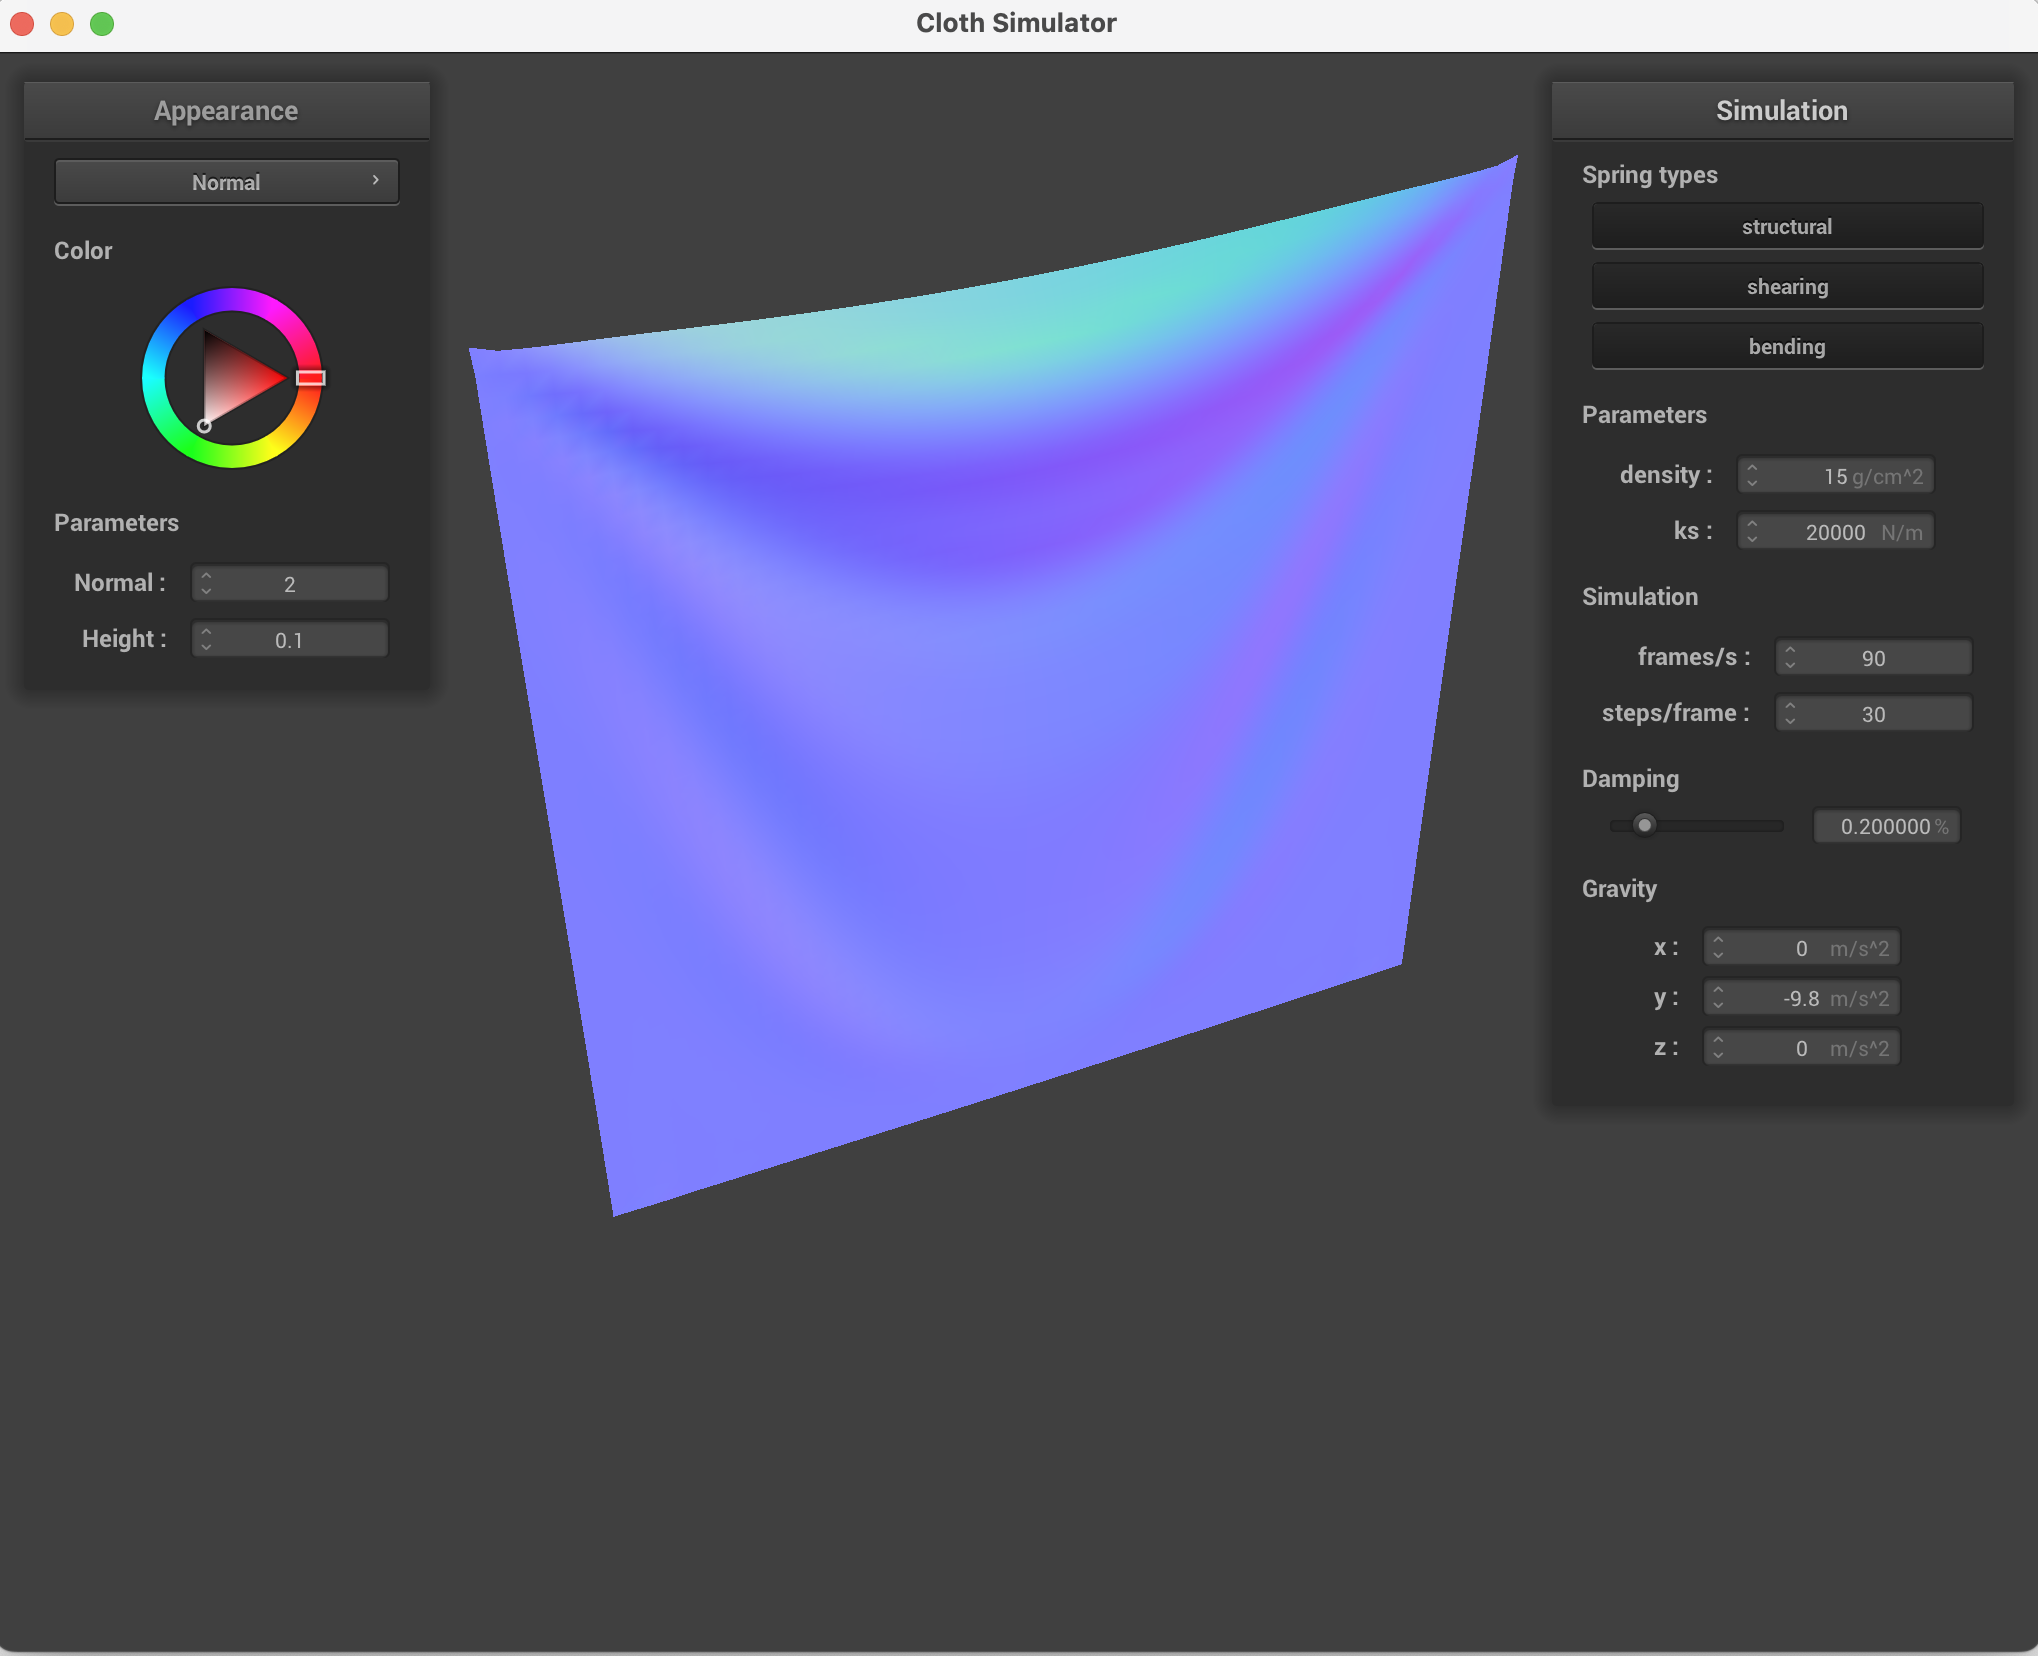 Cloth Simulator
Appearance
Normal
Color
Parameters
Normal : 2
Height : 0.1
Simulation
Spring types
structural
shearing
bending
Parameters
density : 15 g/cm^2
ks : 20000 N/m
Simulation
frames/s : 90
steps/frame : 30
Damping
0.200000 %
Gravity
x : 0 m/s^2
y : -9.8 m/s^2
z : 0 m/s^2